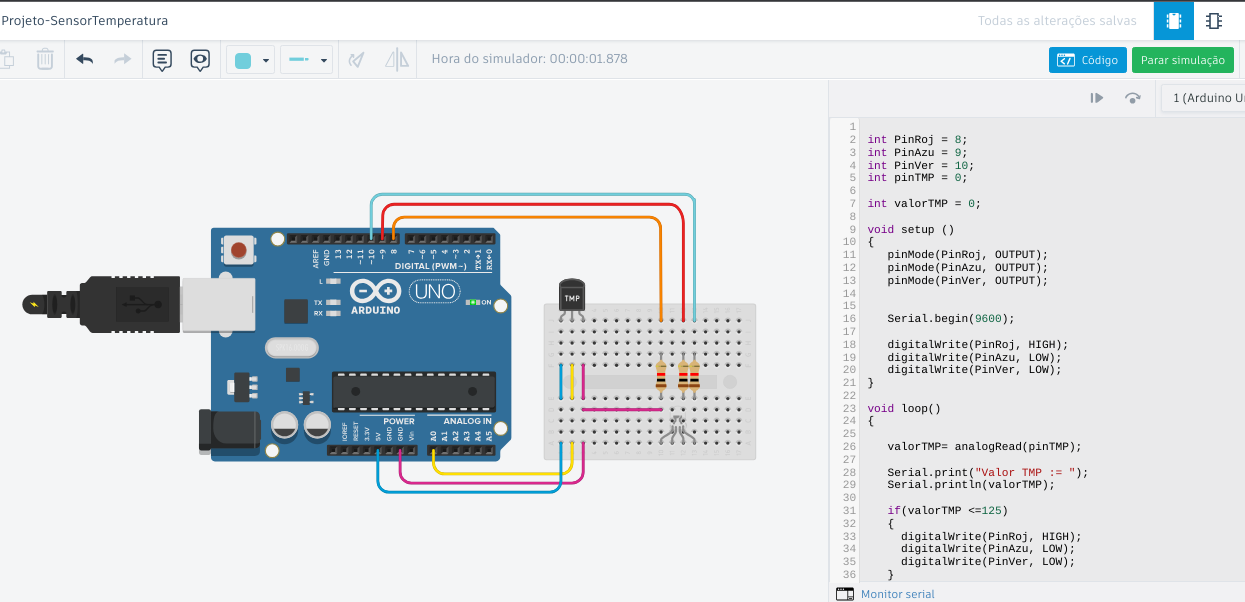 Projeto-SensorTemperatura
Todas as alterações salvas
Hora do simulador: 00:00:01.878
Código
Parar simulação
1 (Arduino U
AREF
GND
13
12
~11
~10
~9
8
7
~6
~5
4
~3
2
TX→1
RX←0
DIGITAL (PWM~)
L
TX
RX
ARDUINO
UNO
ON
TMP
POWER
ANALOG IN
IOREF
RESET
3.3V
5V
GND
GND
Vin
A0
A1
A2
A3
A4
A5
1
2 int PinRoj = 8;
3 int PinAzu = 9;
4 int PinVer = 10;
5 int pinTMP = 0;
6
7 int valorTMP = 0;
8
9 void setup ()
10 {
11 pinMode(PinRoj, OUTPUT);
12 pinMode(PinAzu, OUTPUT);
13 pinMode(PinVer, OUTPUT);
14
15
16 Serial.begin(9600);
17
18 digitalWrite(PinRoj, HIGH);
19 digitalWrite(PinAzu, LOW);
20 digitalWrite(PinVer, LOW);
21 }
22
23 void loop()
24 {
25
26 valorTMP= analogRead(pinTMP);
27
28 Serial.print("Valor TMP := ");
29 Serial.println(valorTMP);
30
31 if(valorTMP <=125)
32 {
33 digitalWrite(PinRoj, HIGH);
34 digitalWrite(PinAzu, LOW);
35 digitalWrite(PinVer, LOW);
36 }
Monitor serial